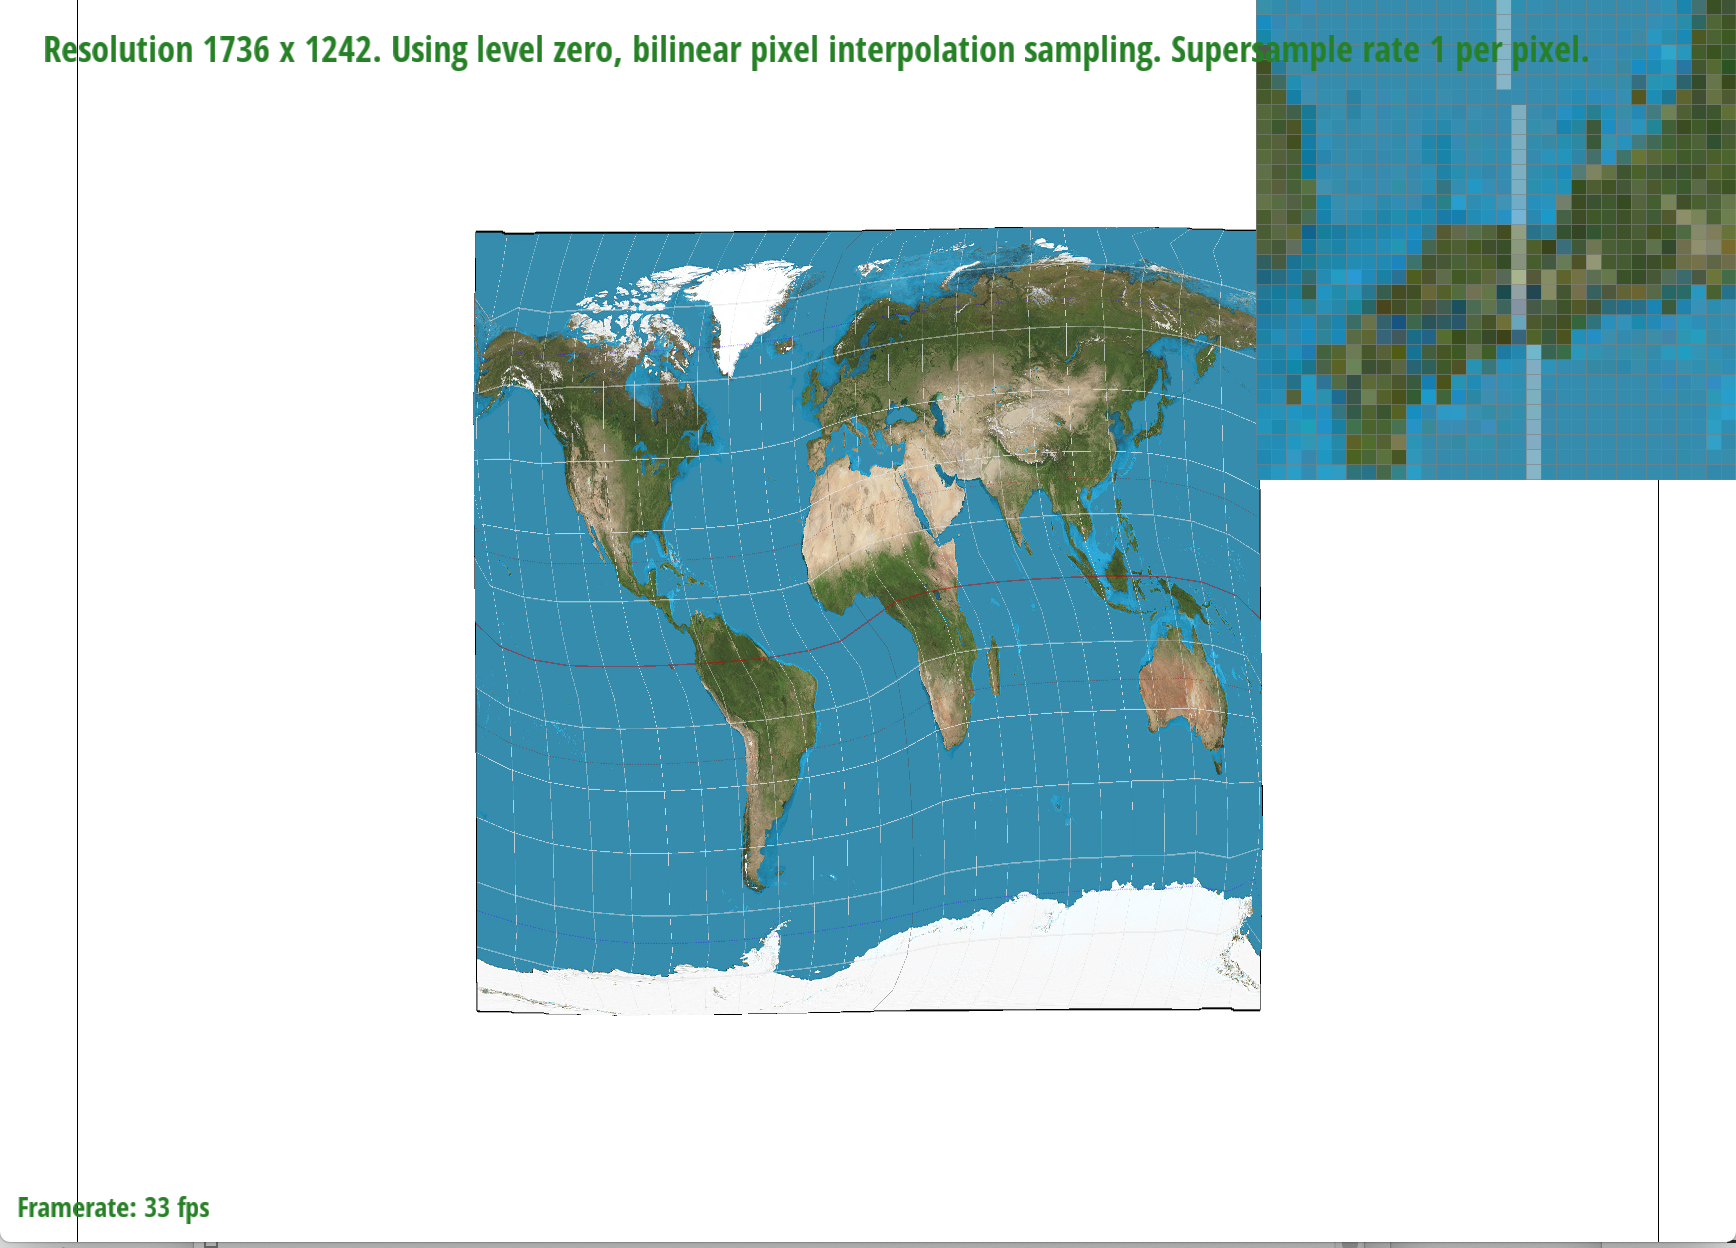 Resolution 1736 x 1242. Using level zero, bilinear pixel interpolation sampling. Supersample rate 1 per pixel.
Framerate: 33 fps